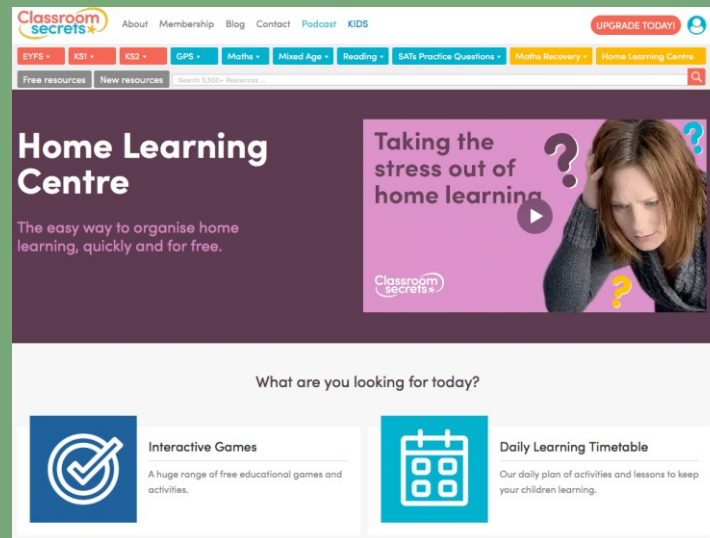 Classroom
secrets
About Membership Blog Contact Podcast KIDS
UPGRADE TODAY!
EYFS KS1 KS2 GPS Maths Mixed Age Reading SATs Practice Questions Maths Recovery Home Learning Centre
Free resources New resources Search 5,500+ Resources ...
Home Learning
Centre
The easy way to organise home
learning, quickly and for free.
Taking the
stress out of
home learning
? ? ?
Classroom
secrets
What are you looking for today?
Interactive Games
A huge range of free educational games and
activities.
Daily Learning Timetable
Our daily plan of activities and lessons to keep
your children learning.